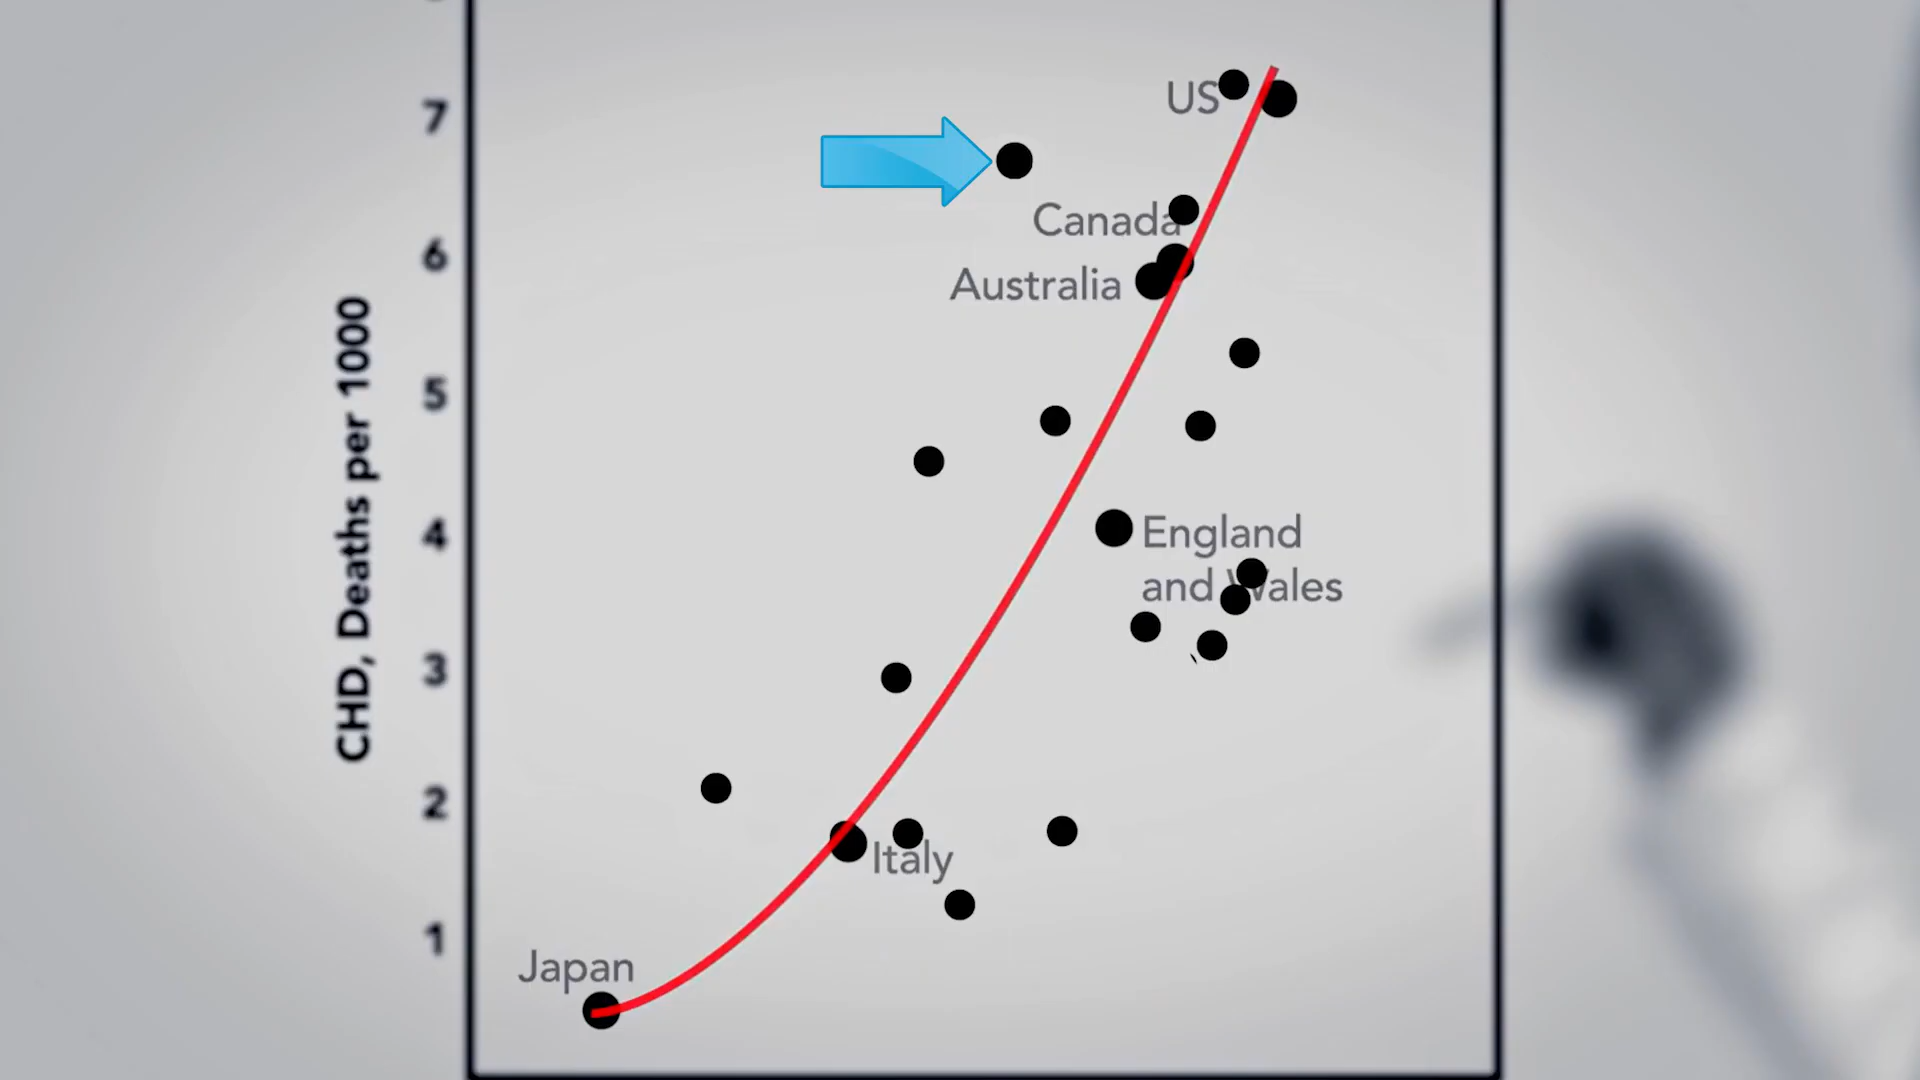 7
6
5
4
3
2
1
CHD, Deaths per 1000
US
Canada
Australia
England
and Wales
Italy
Japan